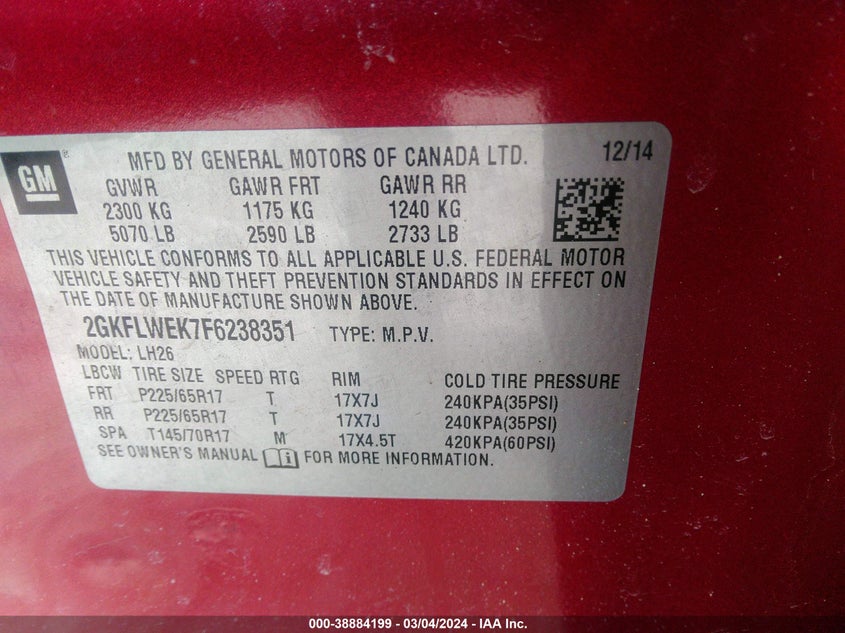 GM
MFD BY GENERAL MOTORS OF CANADA LTD. 12/14
GVWR GAWR FRT GAWR RR
2300 KG 1175 KG 1240 KG
5070 LB 2590 LB 2733 LB
THIS VEHICLE CONFORMS TO ALL APPLICABLE U.S. FEDERAL MOTOR
VEHICLE SAFETY AND THEFT PREVENTION STANDARDS IN EFFECT ON
THE DATE OF MANUFACTURE SHOWN ABOVE.
2GKFLWEK7F6238351 TYPE: M.P.V.
MODEL: LH26
LBCW TIRE SIZE SPEED RTG RIM COLD TIRE PRESSURE
FRT P225/65R17 T 17X7J 240KPA(35PSI)
RR P225/65R17 T 17X7J 240KPA(35PSI)
SPA T145/70R17 M 17X4.5T 420KPA(60PSI)
SEE OWNER'S MANUAL FOR MORE INFORMATION.
000-38884199 - 03/04/2024 - IAA Inc.